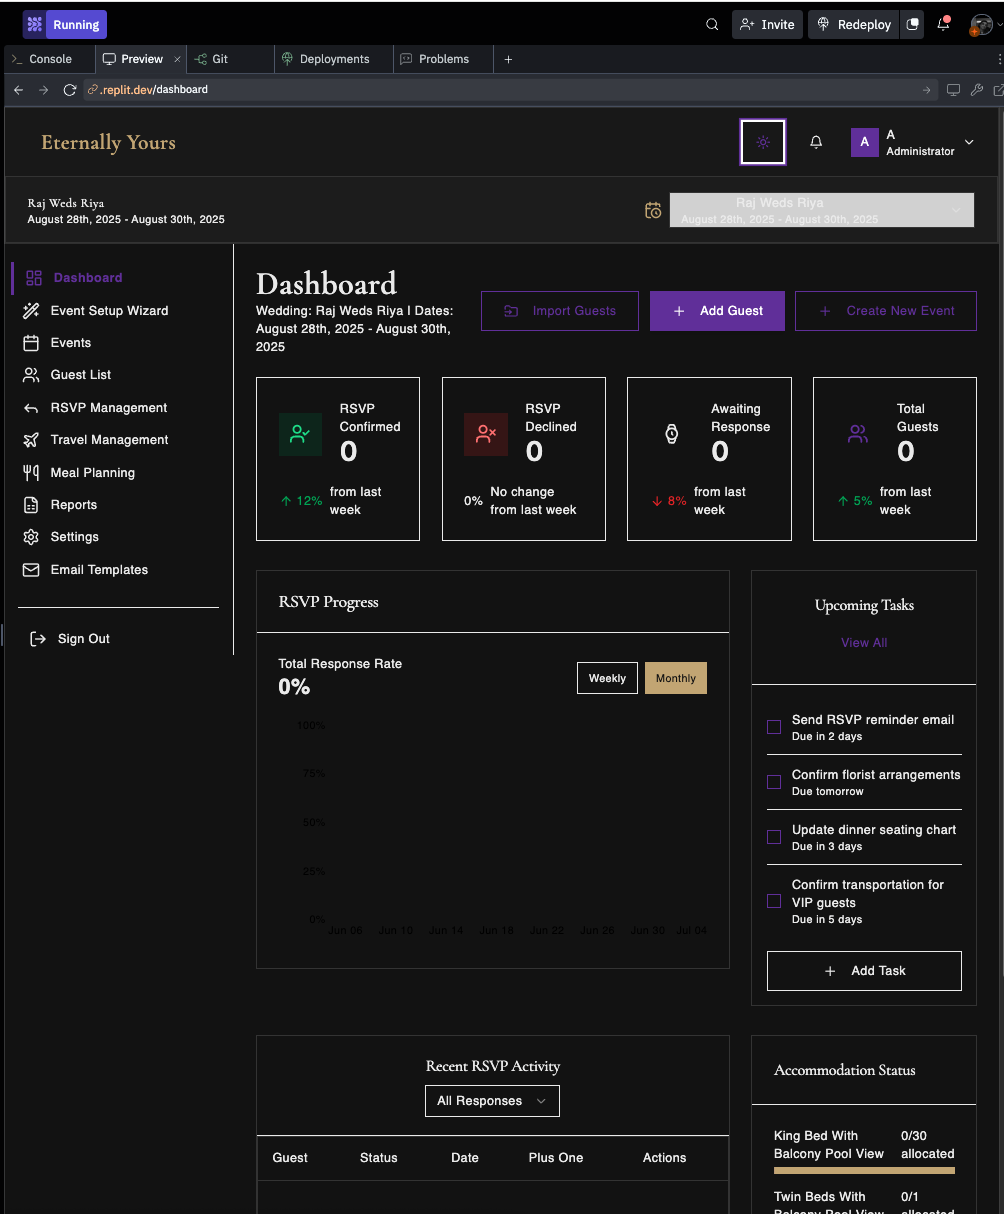 Running
Invite
Redeploy
Console
Preview
Git
Deployments
Problems
.replit.dev/dashboard
Eternally Yours
A
A
Administrator
Raj Weds Riya
August 28th, 2025 - August 30th, 2025
Raj Weds Riya
August 28th, 2025 - August 30th, 2025
Dashboard
Event Setup Wizard
Events
Guest List
RSVP Management
Travel Management
Meal Planning
Reports
Settings
Email Templates
Sign Out
Dashboard
Wedding: Raj Weds Riya | Dates:
August 28th, 2025 - August 30th,
2025
Import Guests
Add Guest
Create New Event
RSVP
Confirmed
0
12%
from last
week
RSVP
Declined
0
0%
No change
from last week
Awaiting
Response
0
8%
from last
week
Total
Guests
0
5%
from last
week
RSVP Progress
Total Response Rate
0%
Weekly
Monthly
100%
75%
50%
25%
0%
Jun 06 Jun 10 Jun 14 Jun 18 Jun 22 Jun 26 Jun 30 Jul 04
Upcoming Tasks
View All
Send RSVP reminder email
Due in 2 days
Confirm florist arrangements
Due tomorrow
Update dinner seating chart
Due in 3 days
Confirm transportation for
VIP guests
Due in 5 days
Add Task
Recent RSVP Activity
All Responses
Guest Status Date Plus One Actions
Accommodation Status
King Bed With
Balcony Pool View
0/30
allocated
Twin Beds With
Balcony Pool View
0/1
allocated